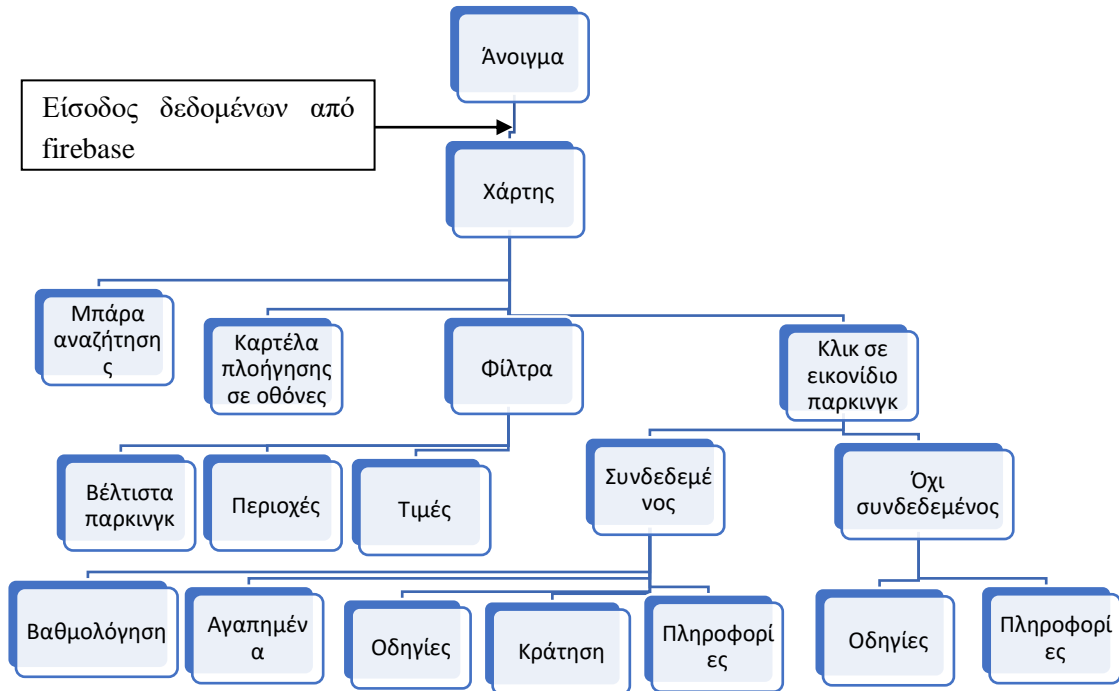 Άνοιγμα
Είσοδος δεδομένων από
firebase
Χάρτης
Μπάρα
αναζήτηση
ς
Καρτέλα
πλοήγησης
σε οθόνες
Φίλτρα
Κλικ σε
εικονίδιο
παρκινγκ
Βέλτιστα
παρκινγκ
Περιοχές
Τιμές
Συνδεδεμέ
νος
Όχι
συνδεδεμένος
Βαθμολόγηση
Αγαπημέν
α
Οδηγίες
Κράτηση
Πληροφορί
ες
Οδηγίες
Πληροφορί
ες